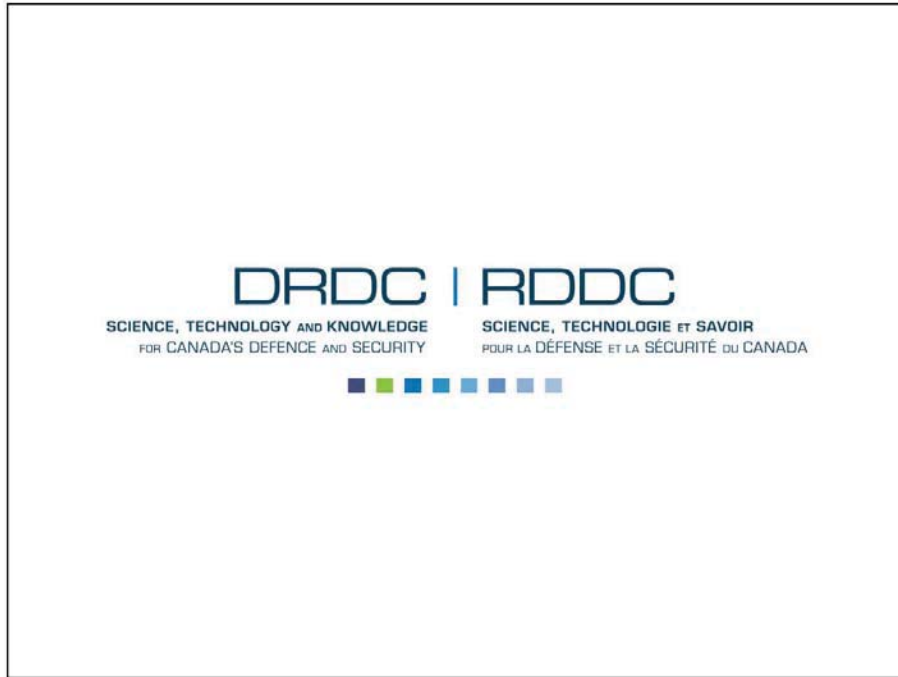 DRDC | RDDC
SCIENCE, TECHNOLOGY AND KNOWLEDGE
FOR CANADA'S DEFENCE AND SECURITY
SCIENCE, TECHNOLOGIE ET SAVOIR
POUR LA DÉFENSE ET LA SÉCURITÉ DU CANADA